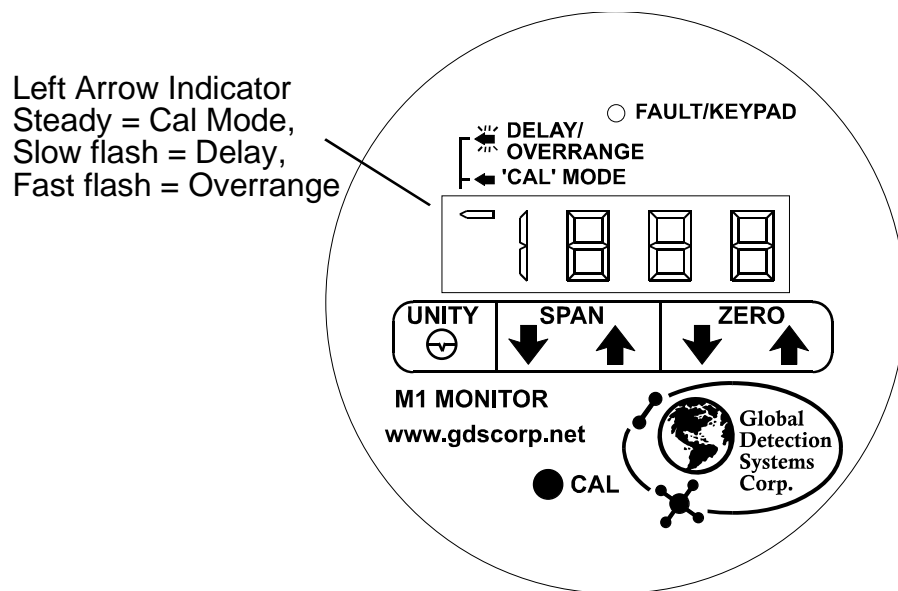 Left Arrow Indicator
Steady = Cal Mode,
Slow flash = Delay,
Fast flash = Overrange
FAULT/KEYPAD
DELAY/
OVERRANGE
'CAL' MODE
1888
UNITY SPAN ZERO
M1 MONITOR
www.gdscorp.net
CAL
Global
Detection
Systems
Corp.